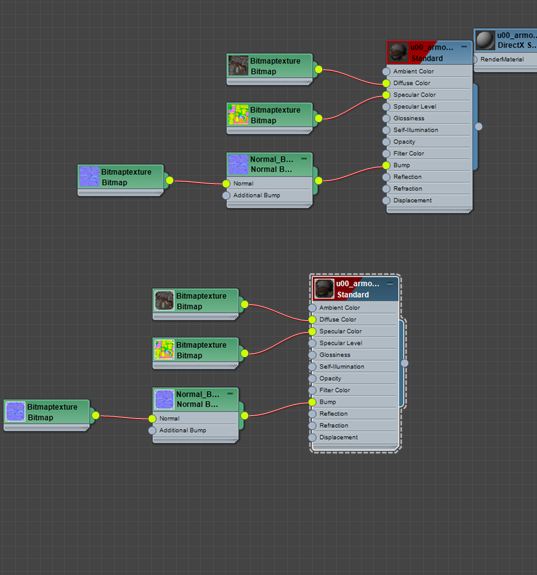 u00_armo...
DirectX S...
RenderMaterial
u00_armo...
Standard
Ambient Color
Diffuse Color
Specular Color
Specular Level
Glossiness
Self-Illumination
Opacity
Filter Color
Bump
Reflection
Refraction
Displacement
Bitmaptexture
Bitmap
Bitmaptexture
Bitmap
Normal_B...
Normal B...
Normal
Additional Bump
Bitmaptexture
Bitmap
u00_armo...
Standard
Ambient Color
Diffuse Color
Specular Color
Specular Level
Glossiness
Self-Illumination
Opacity
Filter Color
Bump
Reflection
Refraction
Displacement
Bitmaptexture
Bitmap
Bitmaptexture
Bitmap
Normal_B...
Normal B...
Normal
Additional Bump
Bitmaptexture
Bitmap